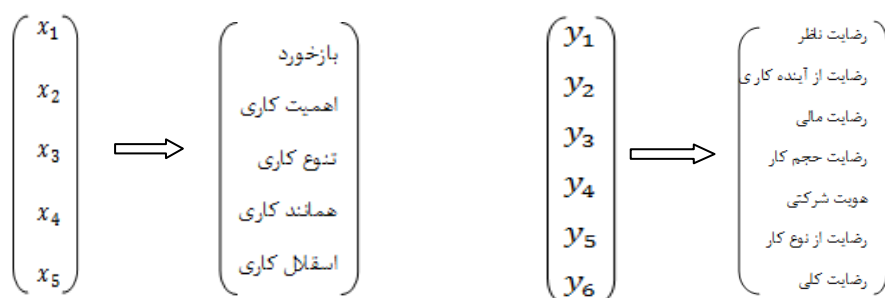 x₁
x₂
x₃
x₄
x₅
بازخورد
اهمیت کاری
تنوع کاری
همانند کاری
اسقلال کاری
y₁
y₂
y₃
y₄
y₅
y₆
رضایت ناظر
رضایت از آینده کاری
رضایت مالی
رضایت حجم کار
هویت شرکتی
رضایت از نوع کار
رضایت کلی